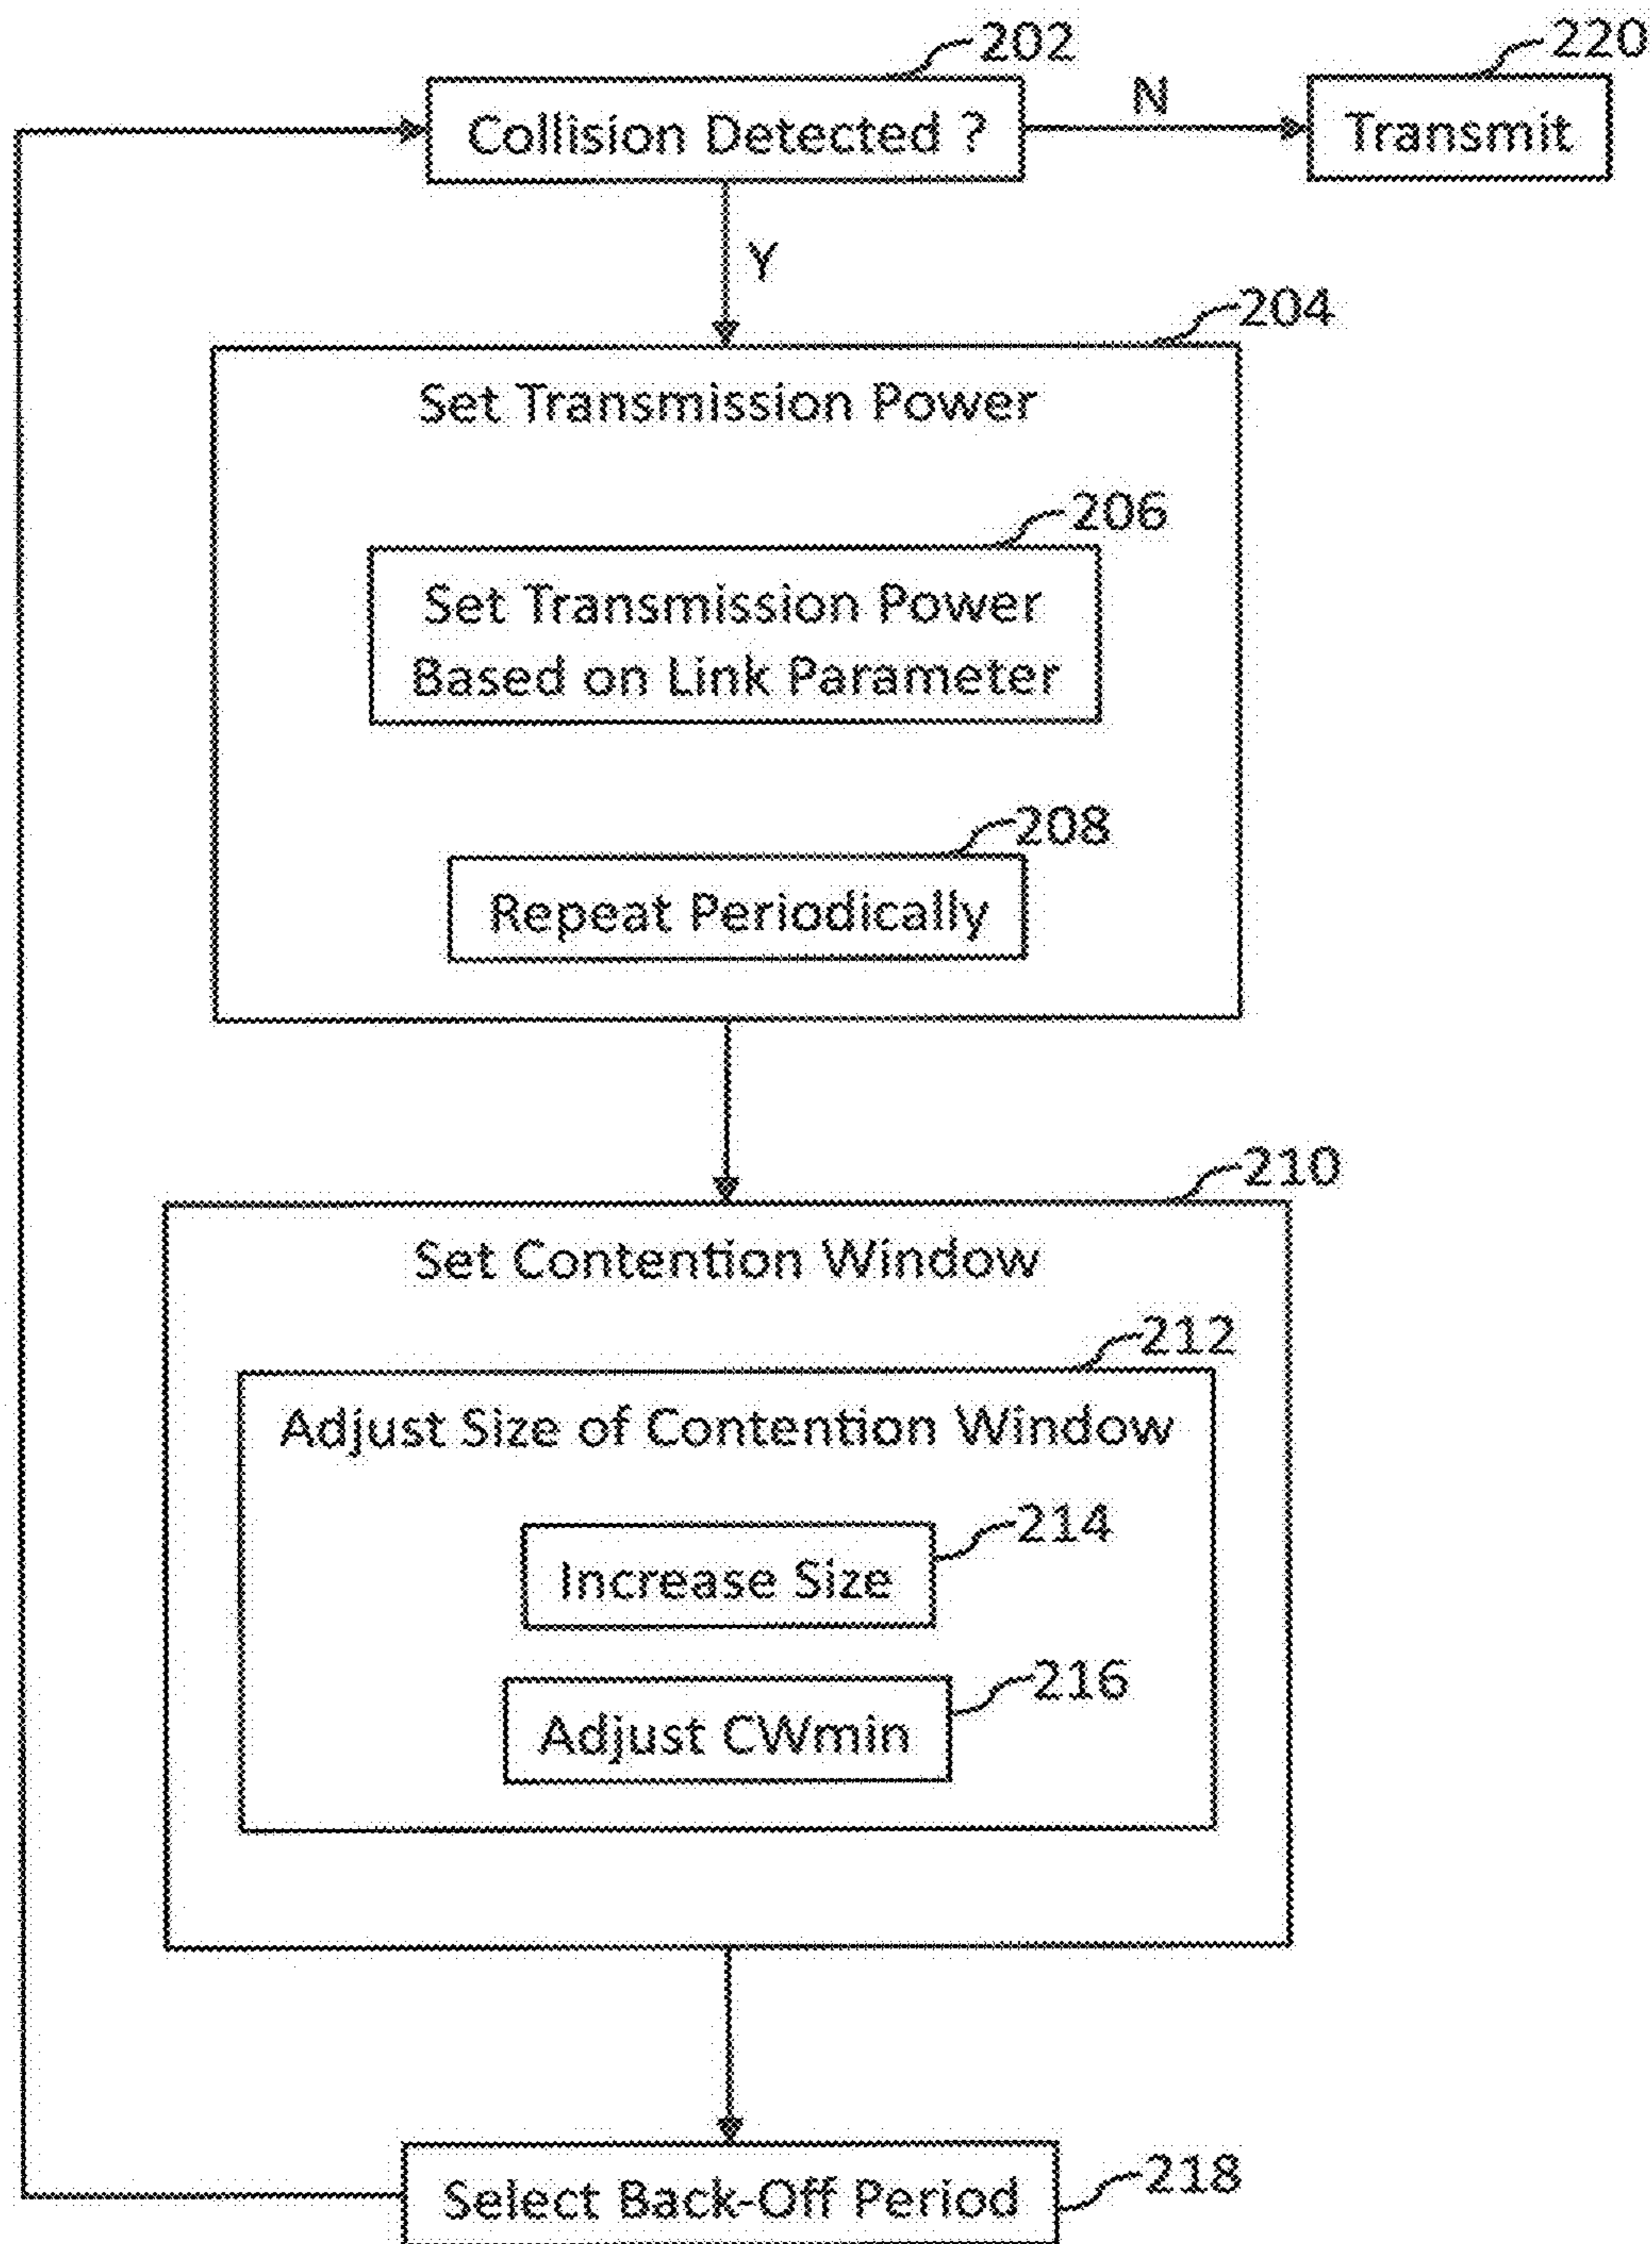 202
220
Collision Detected ?
N
Transmit
Y
204
Set Transmission Power
206
Set Transmission Power
Based on Link Parameter
208
Repeat Periodically
210
Set Contention Window
212
Adjust Size of Contention Window
214
Increase Size
216
Adjust CWmin
218
Select Back-Off Period